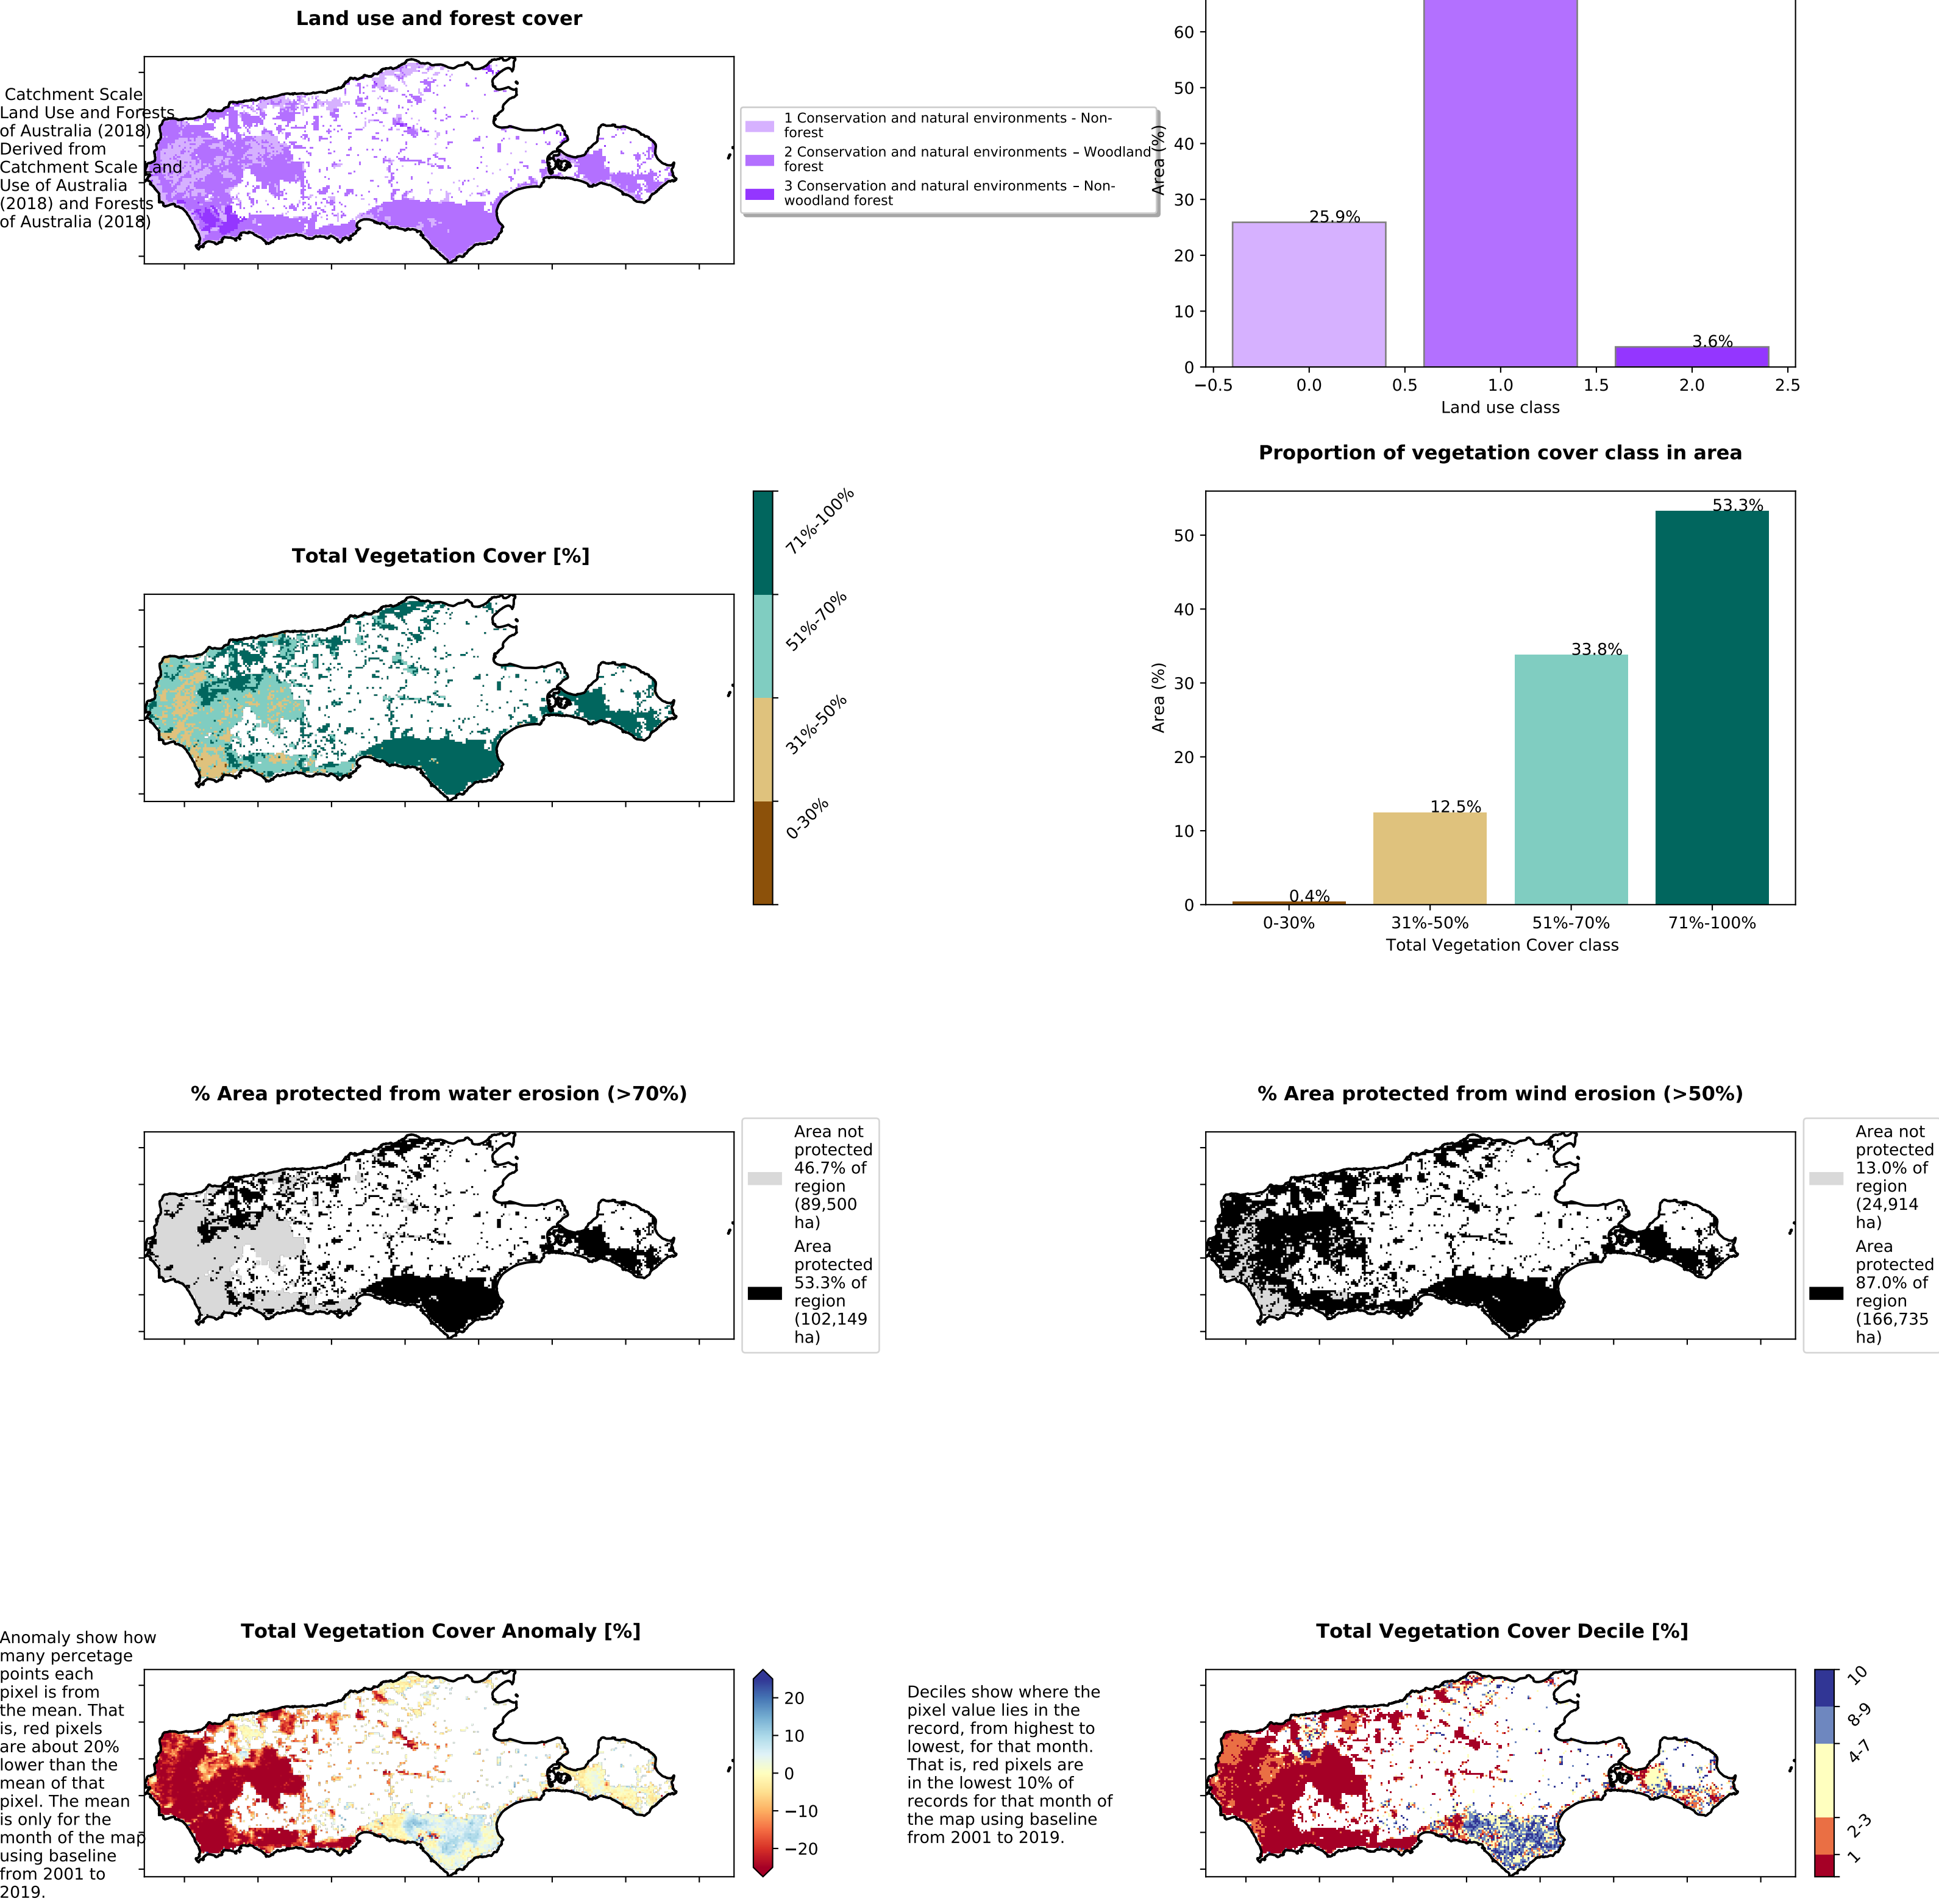 Land use and forest cover
Catchment Scale
Land Use and Forests
of Australia (2018)
Derived from
Catchment Scale Land
Use of Australia
(2018) and Forests
of Australia (2018)
1 Conservation and natural environments - Non-
forest
2 Conservation and natural environments – Woodland
forest
3 Conservation and natural environments – Non-
woodland forest
Area (%)
60
50
40
30
20
10
0
25.9%
3.6%
−0.5
0.0
0.5
1.0
1.5
2.0
2.5
Land use class
Total Vegetation Cover [%]
71%-100%
51%-70%
31%-50%
0-30%
Proportion of vegetation cover class in area
Area (%)
50
40
30
20
10
0
0.4%
12.5%
33.8%
53.3%
0-30%
31%-50%
51%-70%
71%-100%
Total Vegetation Cover class
% Area protected from water erosion (>70%)
Area not
protected
46.7% of
region
(89,500
ha)
Area
protected
53.3% of
region
(102,149
ha)
% Area protected from wind erosion (>50%)
Area not
protected
13.0% of
region
(24,914
ha)
Area
protected
87.0% of
region
(166,735
ha)
Anomaly show how
many percetage
points each
pixel is from
the mean. That
is, red pixels
are about 20%
lower than the
mean of that
pixel. The mean
is only for the
month of the map
using baseline
from 2001 to
2019.
Total Vegetation Cover Anomaly [%]
20
10
0
−10
−20
Deciles show where the
pixel value lies in the
record, from highest to
lowest, for that month.
That is, red pixels are
in the lowest 10% of
records for that month of
the map using baseline
from 2001 to 2019.
Total Vegetation Cover Decile [%]
10
8-9
4-7
2-3
1